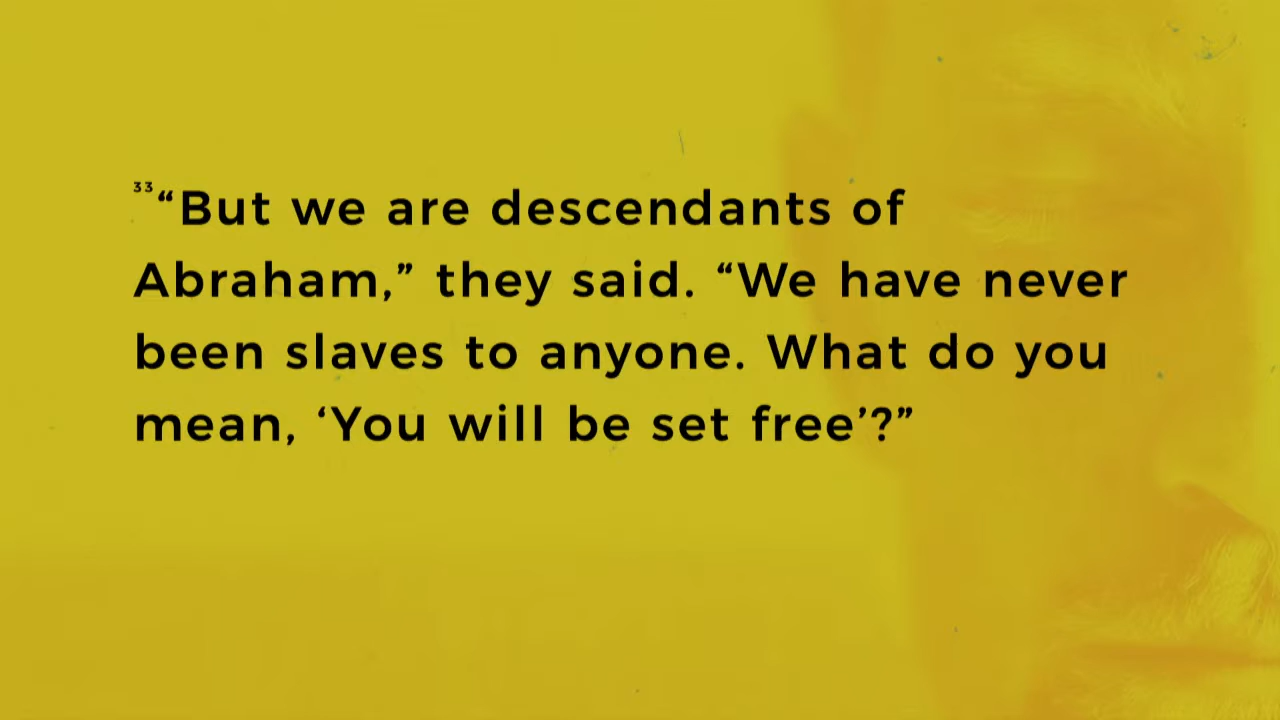 ³³“But we are descendants of
Abraham,” they said. “We have never
been slaves to anyone. What do you
mean, ‘You will be set free’?”